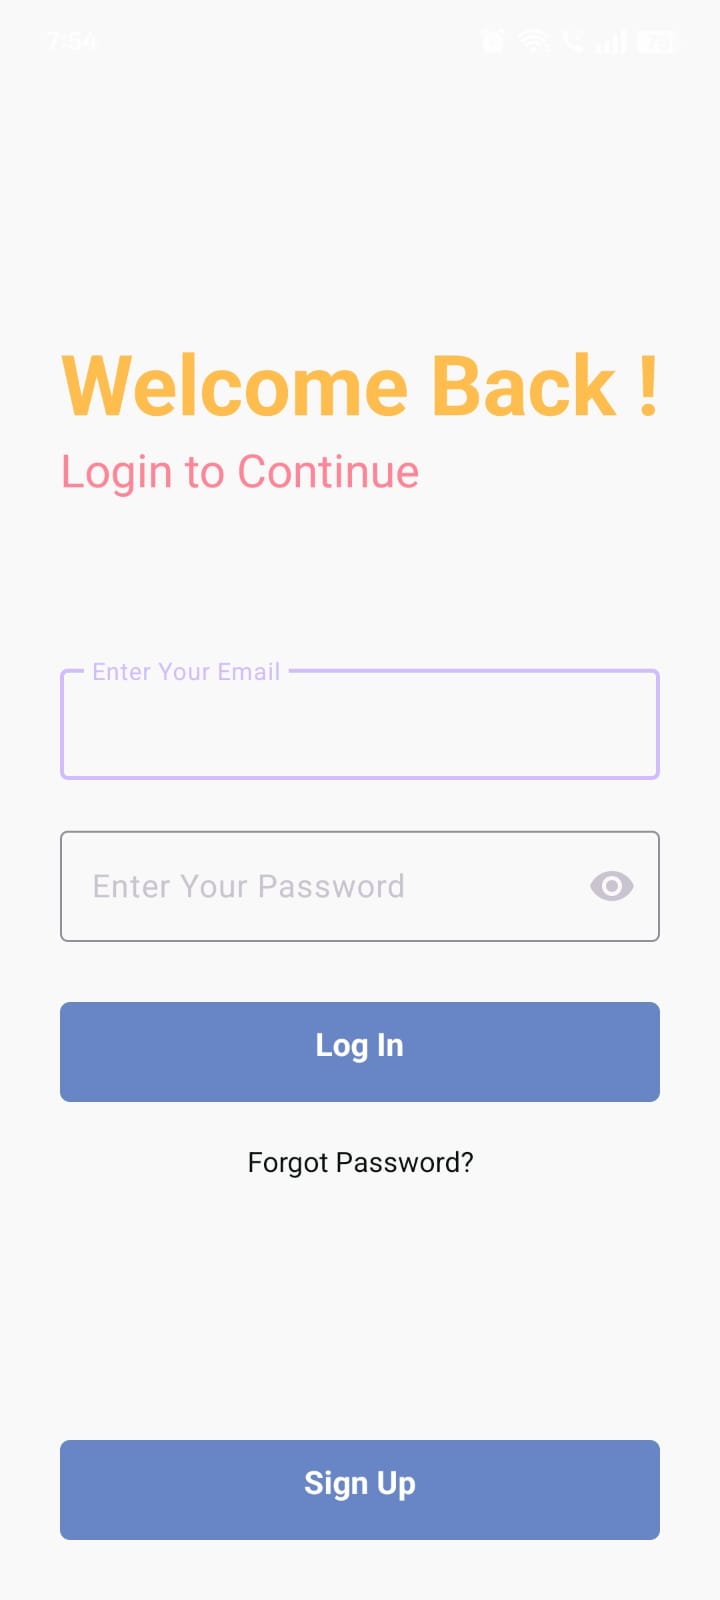 7:54
Welcome Back !
Login to Continue
Enter Your Email
Enter Your Password
Log In
Forgot Password?
Sign Up